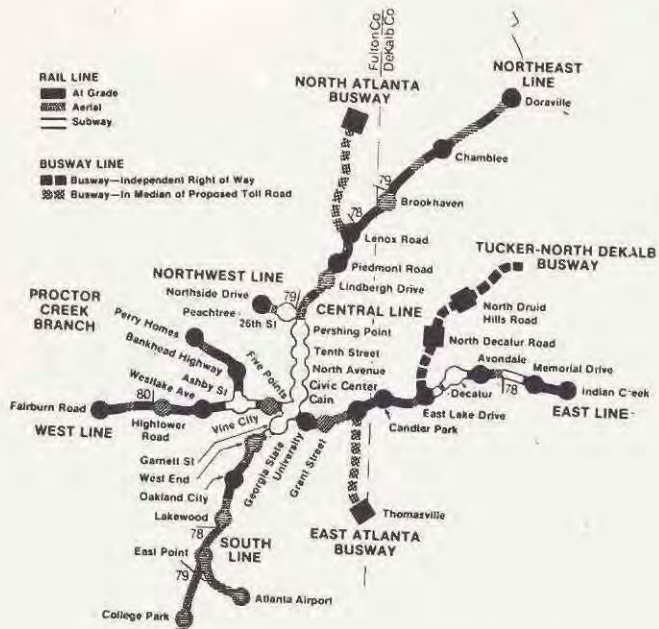 Fulton Co
DeKalb Co
RAIL LINE
At Grade
Aerial
Subway
BUSWAY LINE
Busway—Independent Right of Way
Busway—In Median of Proposed Toll Road
NORTH ATLANTA
BUSWAY
NORTHEAST
LINE
Doraville
Chamblee
79
Brookhaven
78
Lenox Road
Piedmont Road
Lindbergh Drive
TUCKER-NORTH DEKALB
BUSWAY
North Druid
Hills Road
North Decatur Road
NORTHWEST LINE
Northside Drive
Peachtree
26th St
79
CENTRAL LINE
Pershing Point
Tenth Street
North Avenue
Civic Center
Cain
PROCTOR
CREEK
BRANCH
Perry Homes
Bankhead Highway
Ashby St
Five Points
Westlake Ave
80
Fairburn Road
WEST LINE
Hightower
Road
Vine City
Avondale
Memorial Drive
78
Indian Creek
Decatur
EAST LINE
East Lake Drive
Candler Park
Garnett St
West End
Oakland City
Georgia State
University
Grant Street
Lakewood
78
SOUTH
LINE
East Point
79
Atlanta Airport
College Park
Thomasville
EAST ATLANTA
BUSWAY